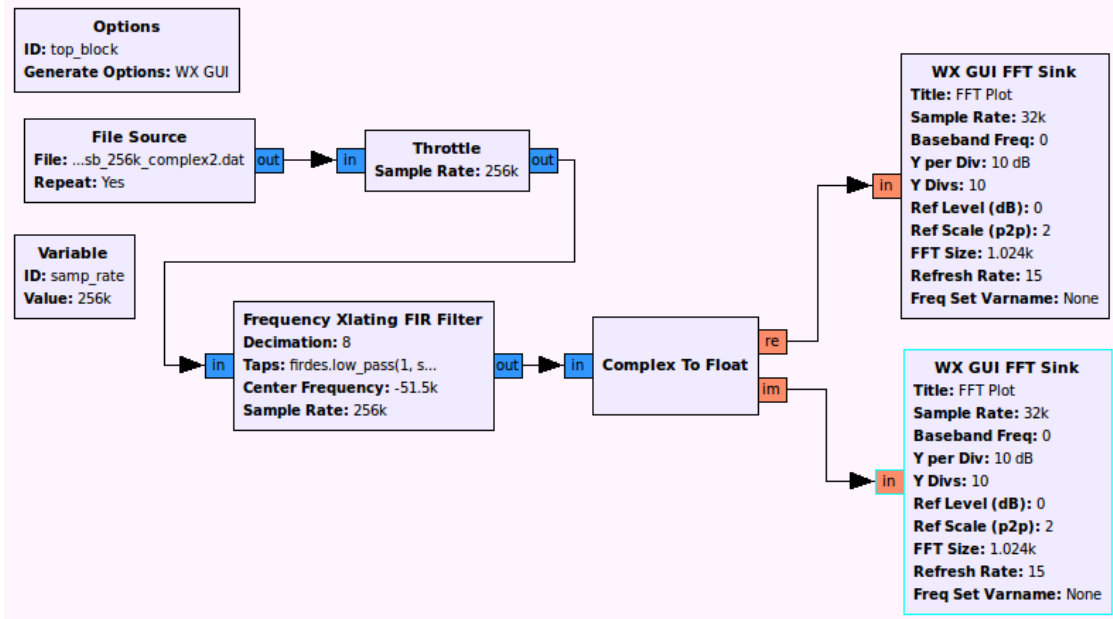 Options
ID: top_block
Generate Options: WX GUI
File Source
File: ...sb_256k_complex2.dat
Repeat: Yes
out
in
Throttle
Sample Rate: 256k
out
Variable
ID: samp_rate
Value: 256k
in
Frequency Xlating FIR Filter
Decimation: 8
Taps: firdes.low_pass(1, s...
Center Frequency: -51.5k
Sample Rate: 256k
out
in
Complex To Float
re
im
in
WX GUI FFT Sink
Title: FFT Plot
Sample Rate: 32k
Baseband Freq: 0
Y per Div: 10 dB
Y Divs: 10
Ref Level (dB): 0
Ref Scale (p2p): 2
FFT Size: 1.024k
Refresh Rate: 15
Freq Set Varname: None
in
WX GUI FFT Sink
Title: FFT Plot
Sample Rate: 32k
Baseband Freq: 0
Y per Div: 10 dB
Y Divs: 10
Ref Level (dB): 0
Ref Scale (p2p): 2
FFT Size: 1.024k
Refresh Rate: 15
Freq Set Varname: None